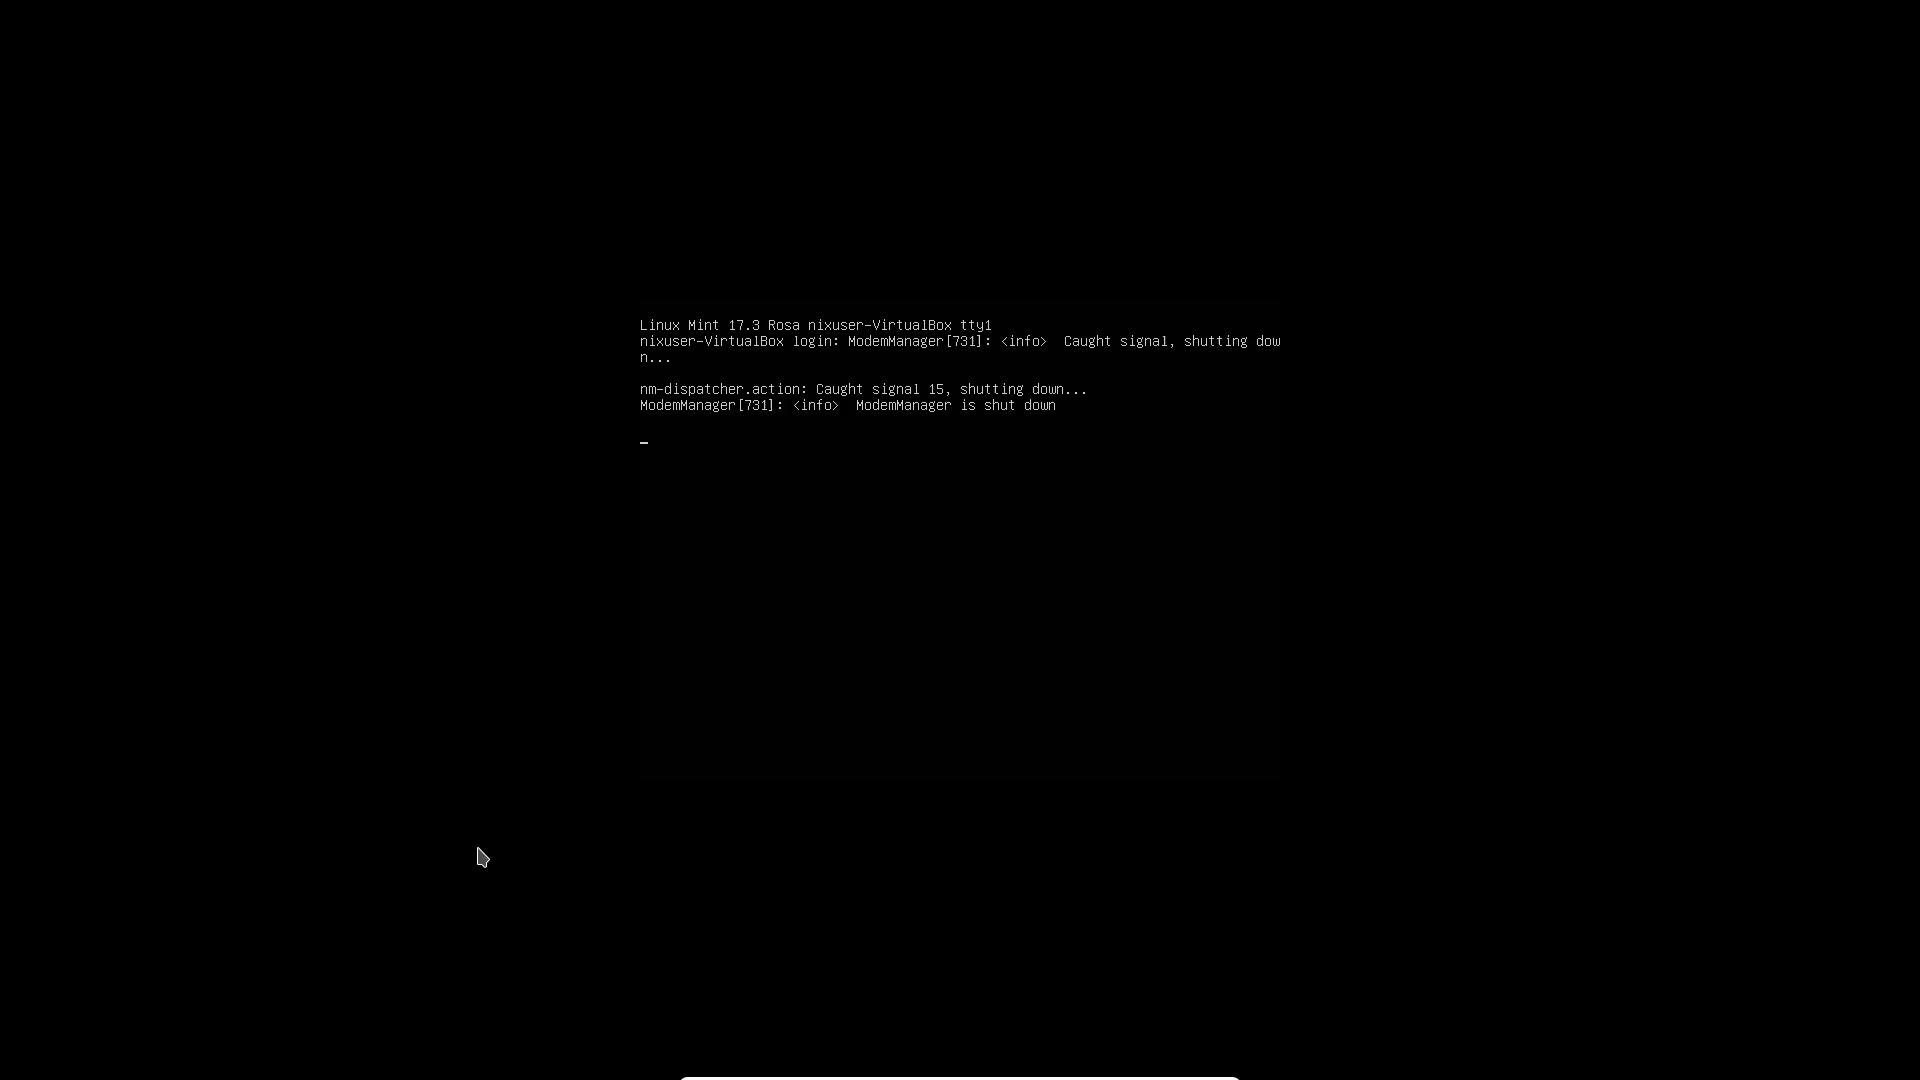 Linux Mint 17.3 Rosa nixuser-VirtualBox tty1
nixuser-VirtualBox login: ModemManager[731]: <info>  Caught signal, shutting dow
n...
nm-dispatcher.action: Caught signal 15, shutting down...
ModemManager[731]: <info>  ModemManager is shut down